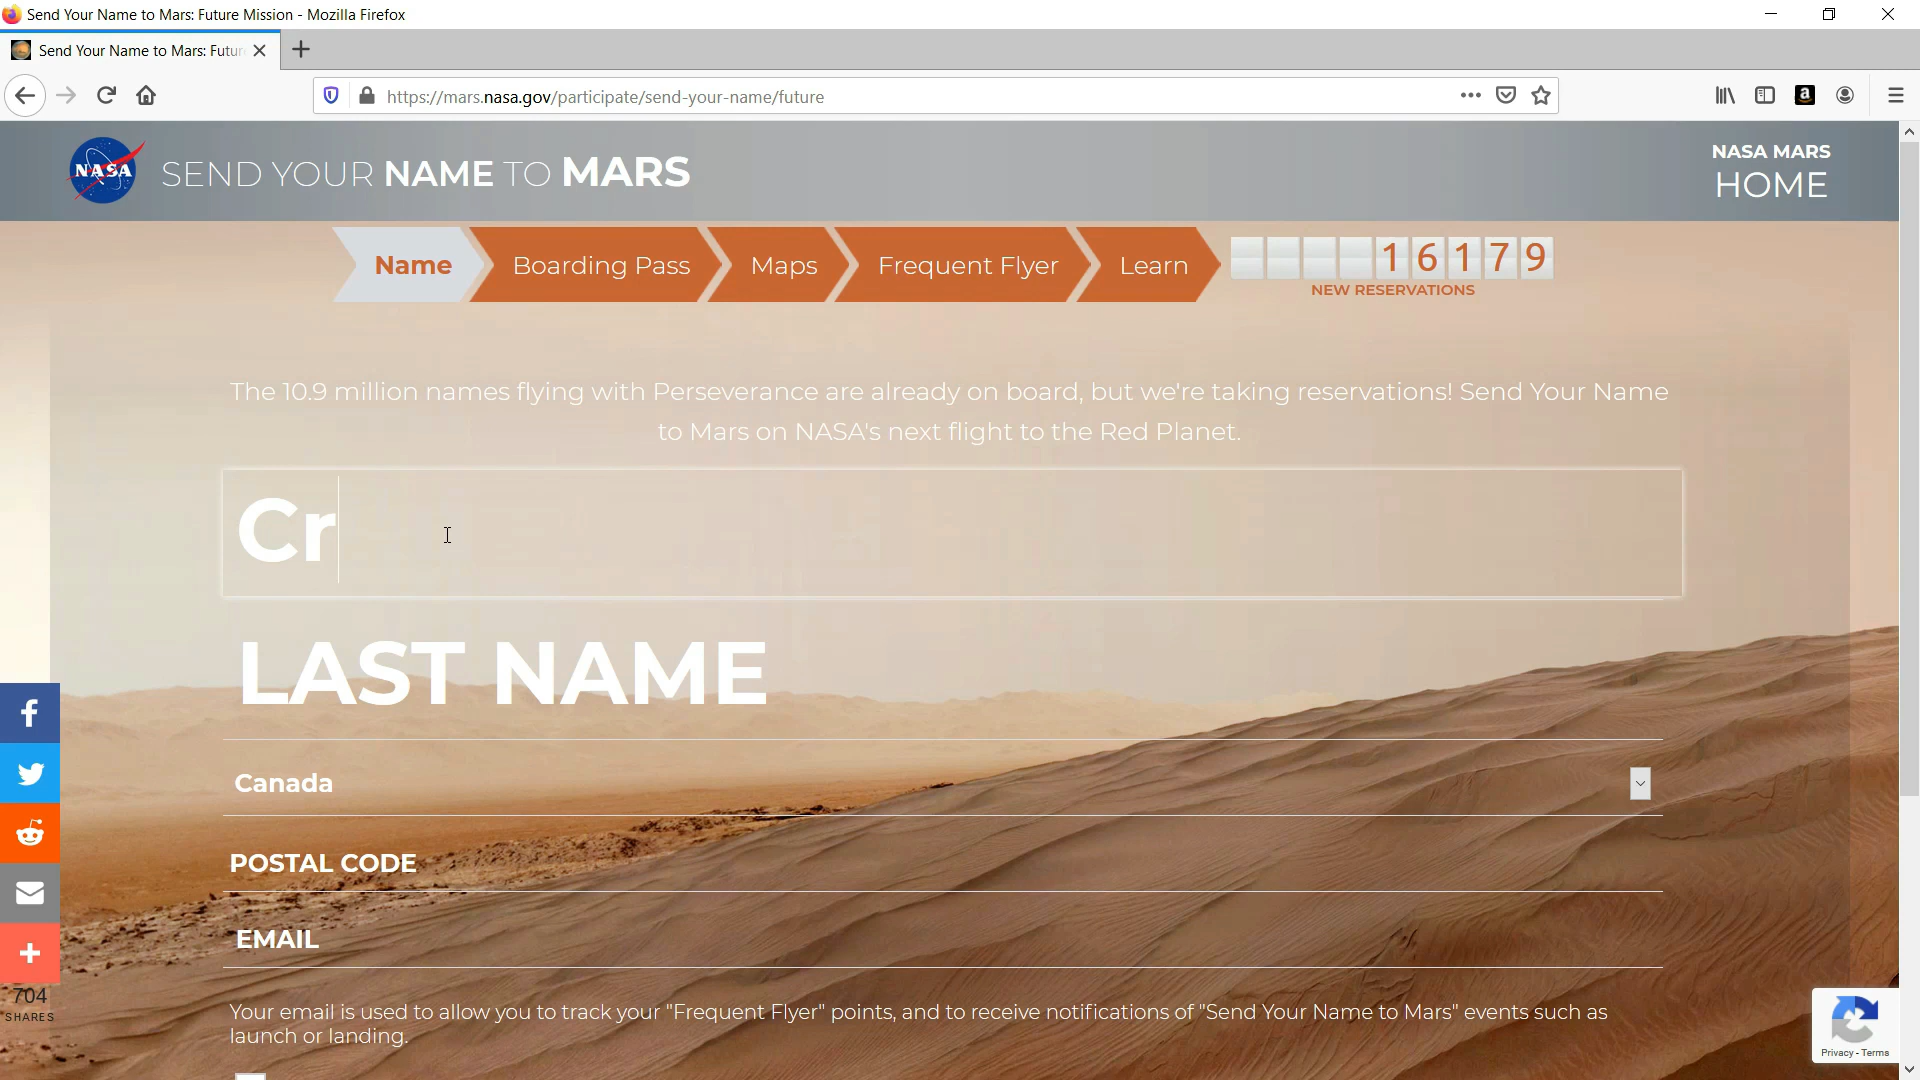 Send Your Name to Mars: Future Mission - Mozilla Firefox
Send Your Name to Mars: Futur
https://mars.nasa.gov/participate/send-your-name/future
a
NASA
SEND YOUR NAME TO MARS
NASA MARS
HOME
Name
Boarding Pass
Maps
Frequent Flyer
Learn
16179
NEW RESERVATIONS
The 10.9 million names flying with Perseverance are already on board, but we're taking reservations! Send Your Name
to Mars on NASA's next flight to the Red Planet.
Cr
LAST NAME
Canada
POSTAL CODE
EMAIL
704
SHARES
Your email is used to allow you to track your "Frequent Flyer" points, and to receive notifications of "Send Your Name to Mars" events such as
launch or landing.
Privacy - Terms